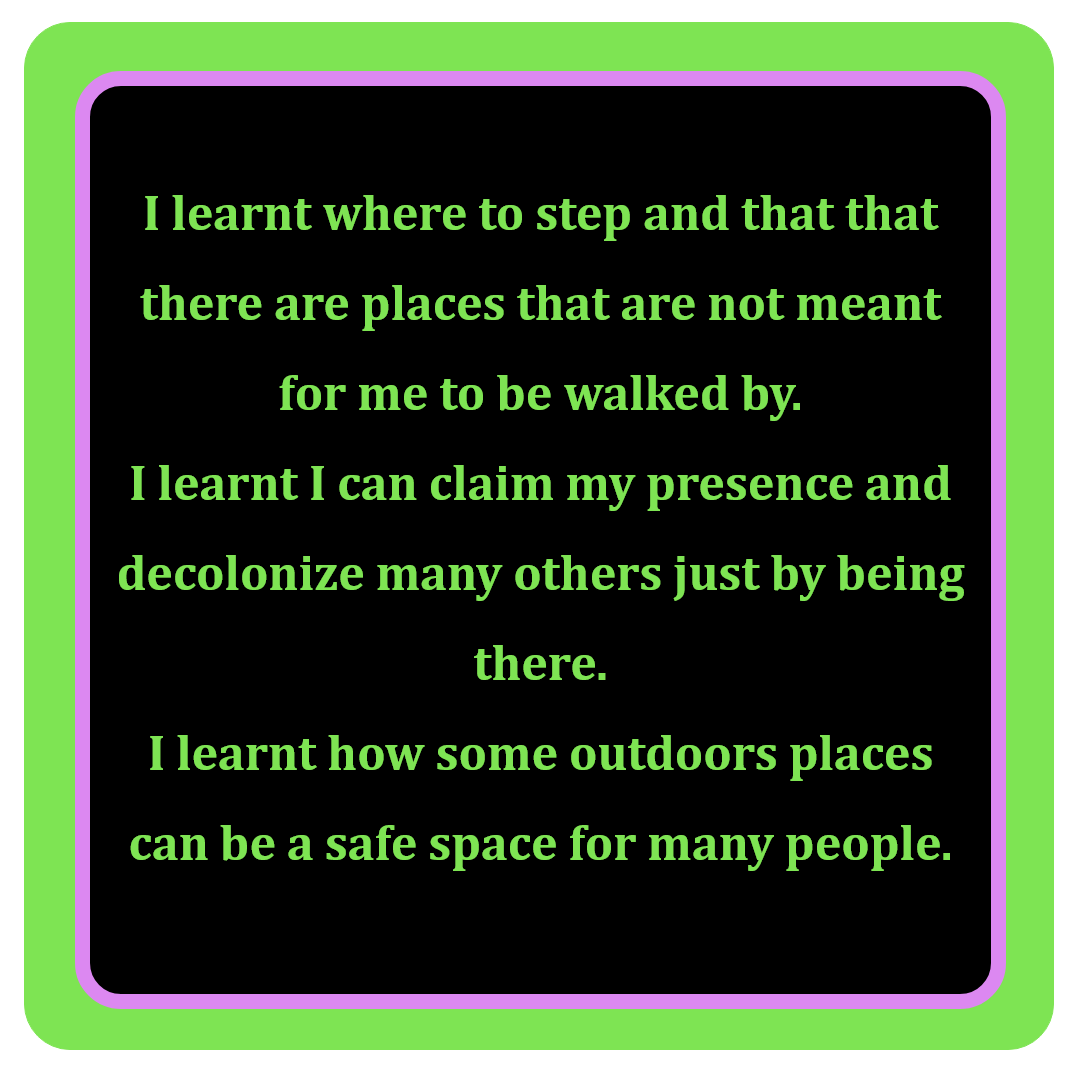 I learnt where to step and that that
there are places that are not meant
for me to be walked by.
I learnt I can claim my presence and
decolonize many others just by being
there.
I learnt how some outdoors places
can be a safe space for many people.